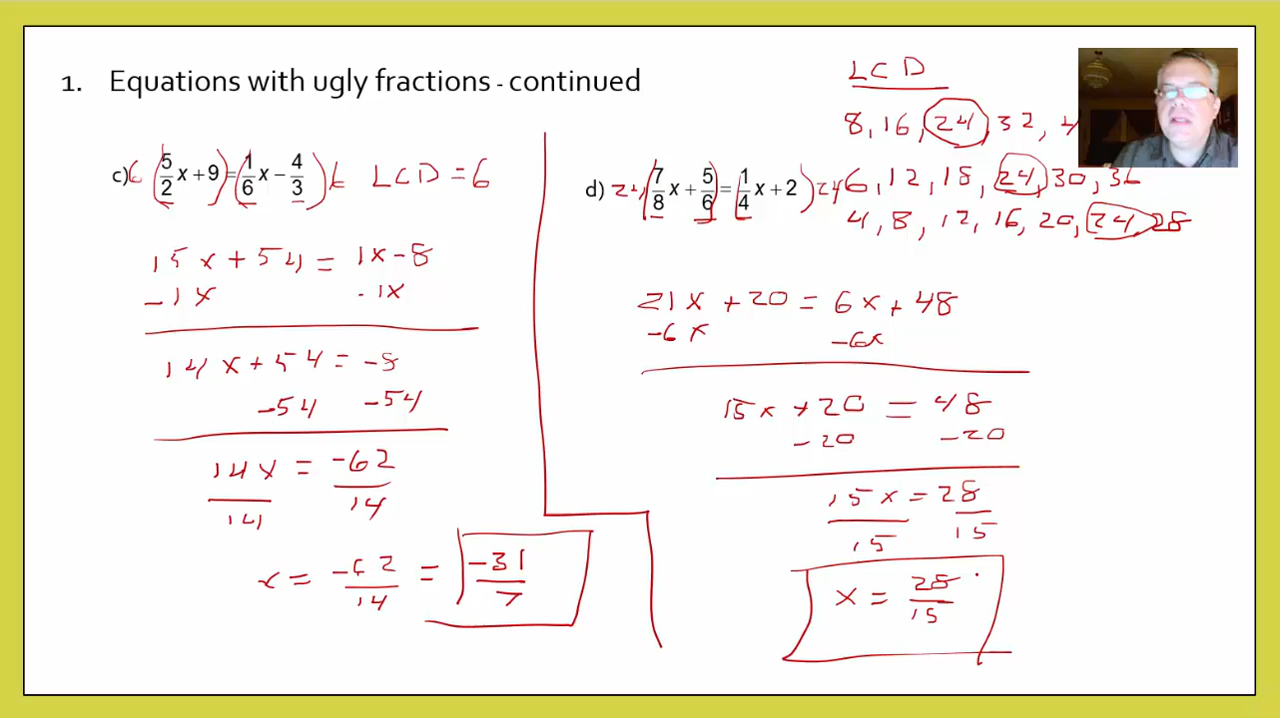 1. Equations with ugly fractions - continued
c) 6 (5/2 x + 9) = (1/6 x − 4/3) 6 LCD = 6
15x + 54 = 1x − 8
−1x -1x
14x + 54 = −8
−54 −54
14x = −62
14 14
x = −62/14 = −31/7
LCD
8, 16, 24, 32, 4
6, 12, 18, 24, 30, 36
4, 8, 12, 16, 20, 24, 28
d) 24 (7/8 x + 5/6) = (1/4 x + 2) 24
21x + 20 = 6x + 48
−6x −6x
15x + 20 = 48
−20 −20
15x = 28
15 15
x = 28/15